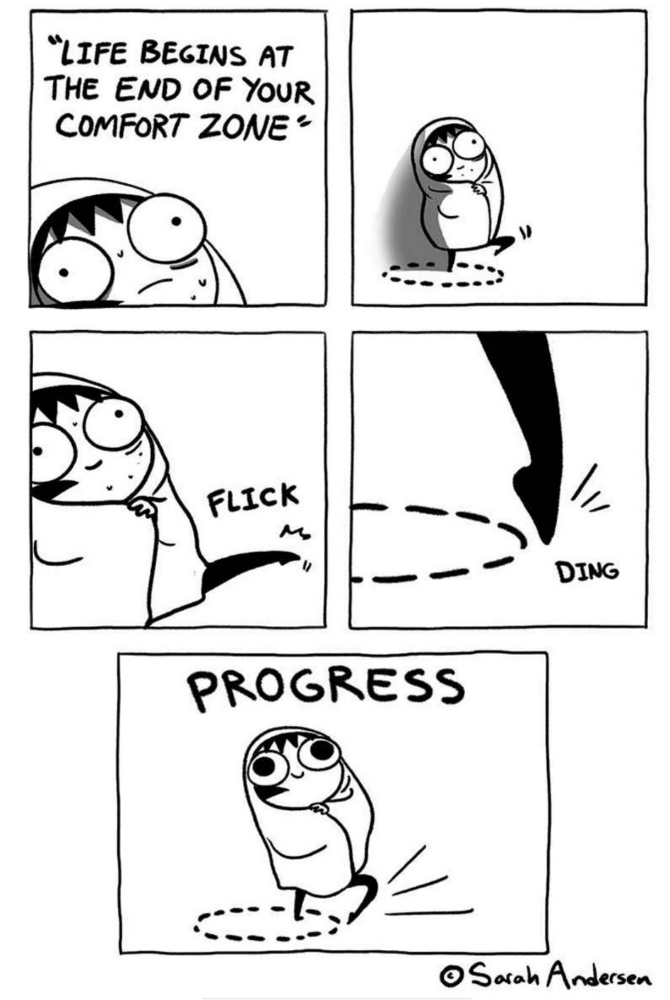 "LIFE BEGINS AT
THE END OF YOUR
COMFORT ZONE"
FLICK
DING
PROGRESS
© Sarah Andersen